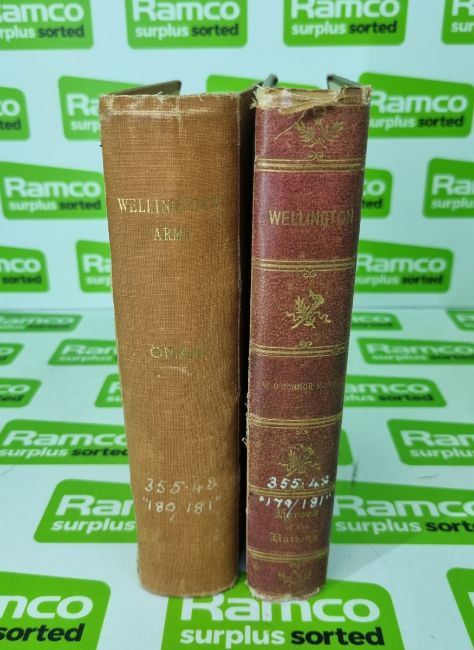 WELLINGTON'S
ARMY
OMAN
355.48
"180/181"
WELLINGTON
W. O'CONNOR MORRIS
355.48
"179/181"
Heroes
of the
Nations
Ramco
surplus sorted